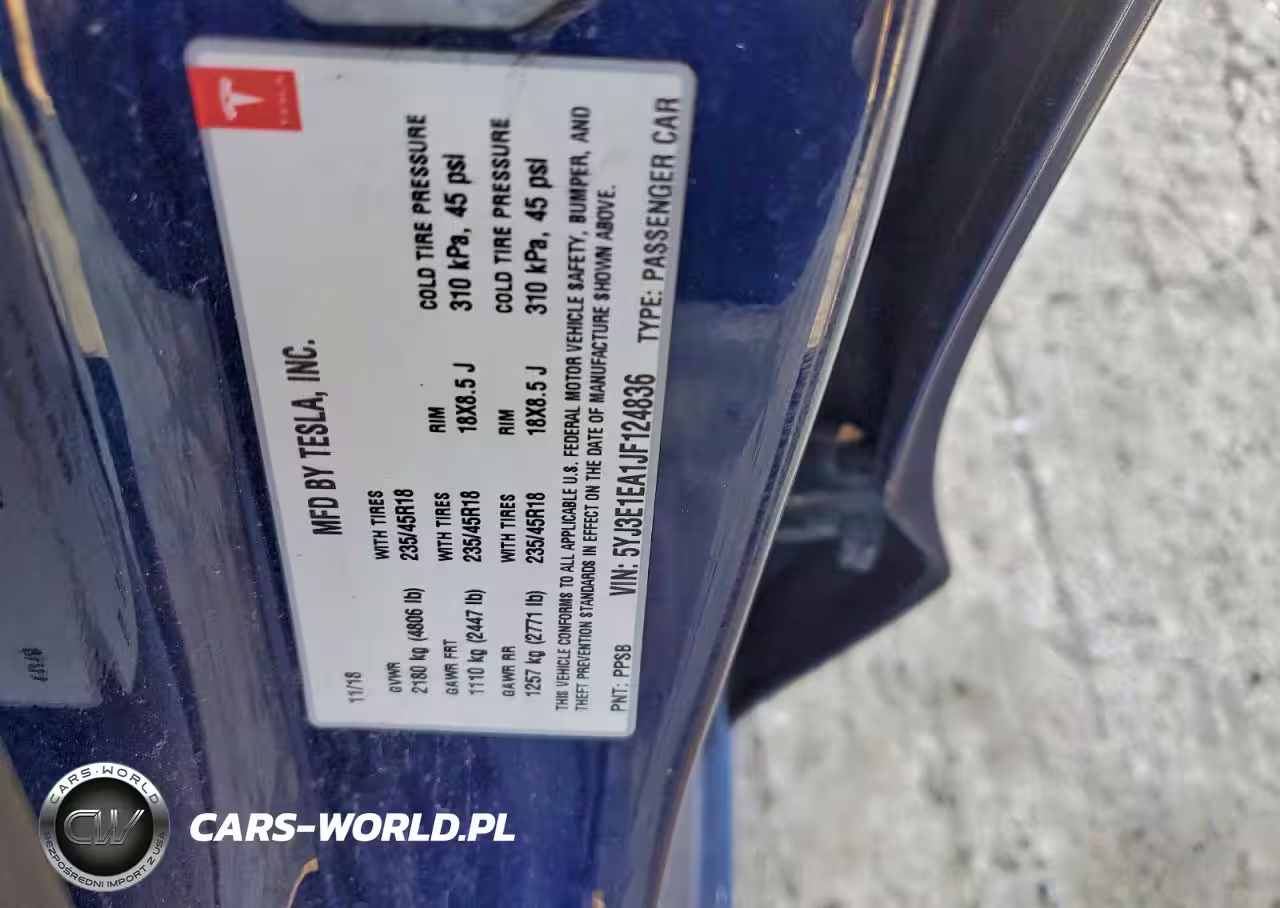 TESLA
MFD BY TESLA, INC.
11/18
GVWR WITH TIRES
2180 kg (4806 lb) 235/45R18
GAWR FRT WITH TIRES RIM COLD TIRE PRESSURE
1110 kg (2447 lb) 235/45R18 18X8.5 J 310 kPa, 45 psi
GAWR RR WITH TIRES RIM COLD TIRE PRESSURE
1257 kg (2771 lb) 235/45R18 18X8.5 J 310 kPa, 45 psi
THIS VEHICLE CONFORMS TO ALL APPLICABLE U.S. FEDERAL MOTOR VEHICLE SAFETY, BUMPER, AND
THEFT PREVENTION STANDARDS IN EFFECT ON THE DATE OF MANUFACTURE SHOWN ABOVE.
PNT: PPSB VIN: 5YJ3E1EA1JF124836 TYPE: PASSENGER CAR
CARS-WORLD
CW
BEZPOŚREDNI IMPORT Z USA
CARS-WORLD.PL